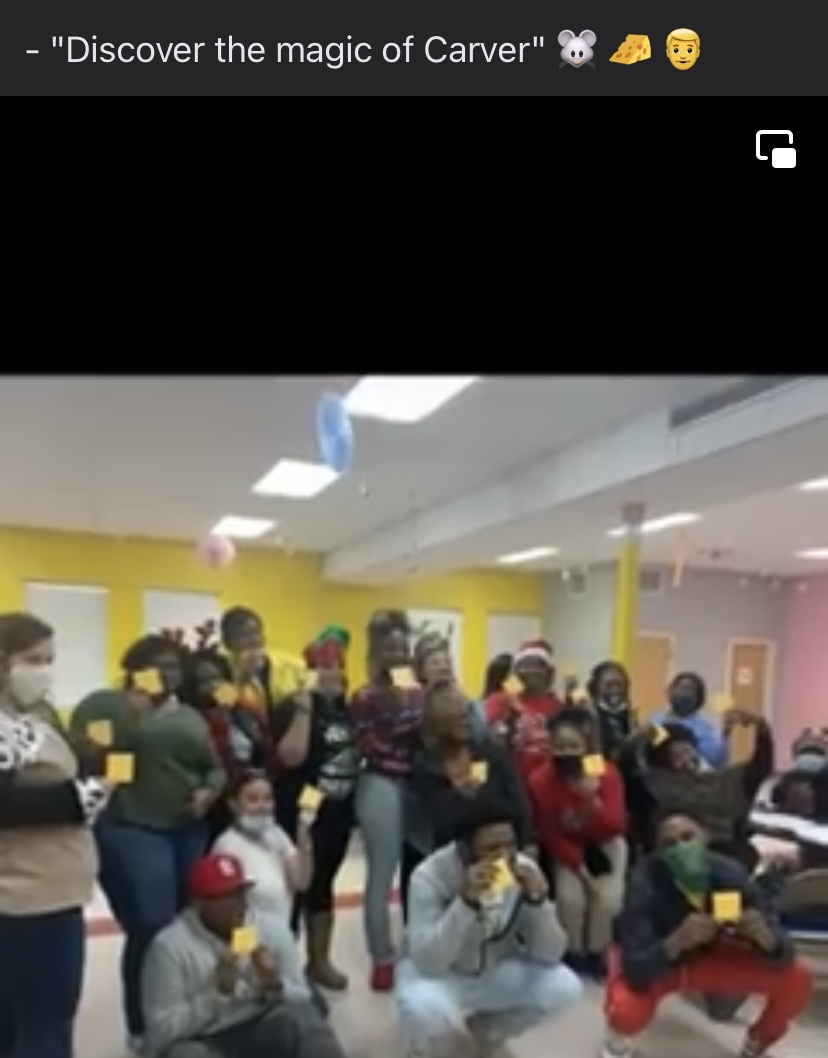 - "Discover the magic of Carver" 🐭 🧀 👨